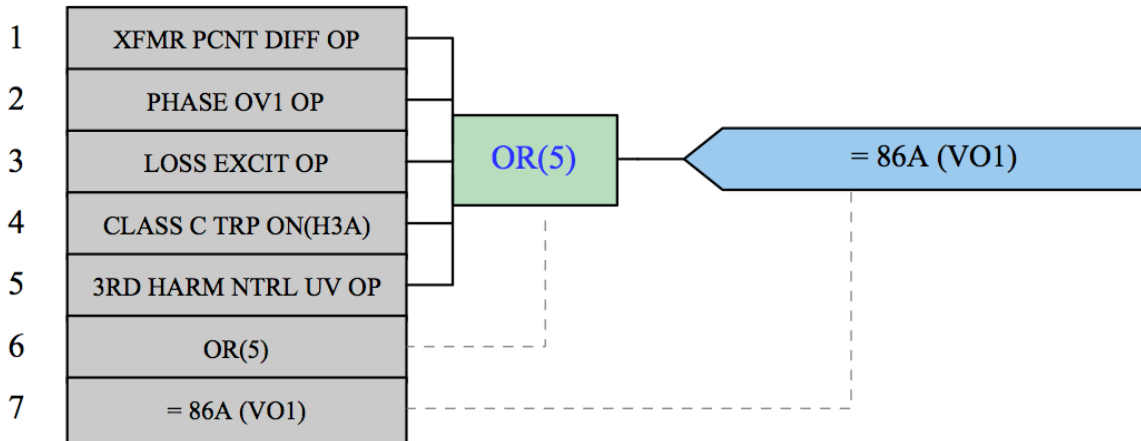 1 XFMR PCNT DIFF OP
2 PHASE OV1 OP
3 LOSS EXCIT OP
4 CLASS C TRP ON(H3A)
5 3RD HARM NTRL UV OP
6 OR(5)
7 = 86A (VO1)
OR(5)
= 86A (VO1)